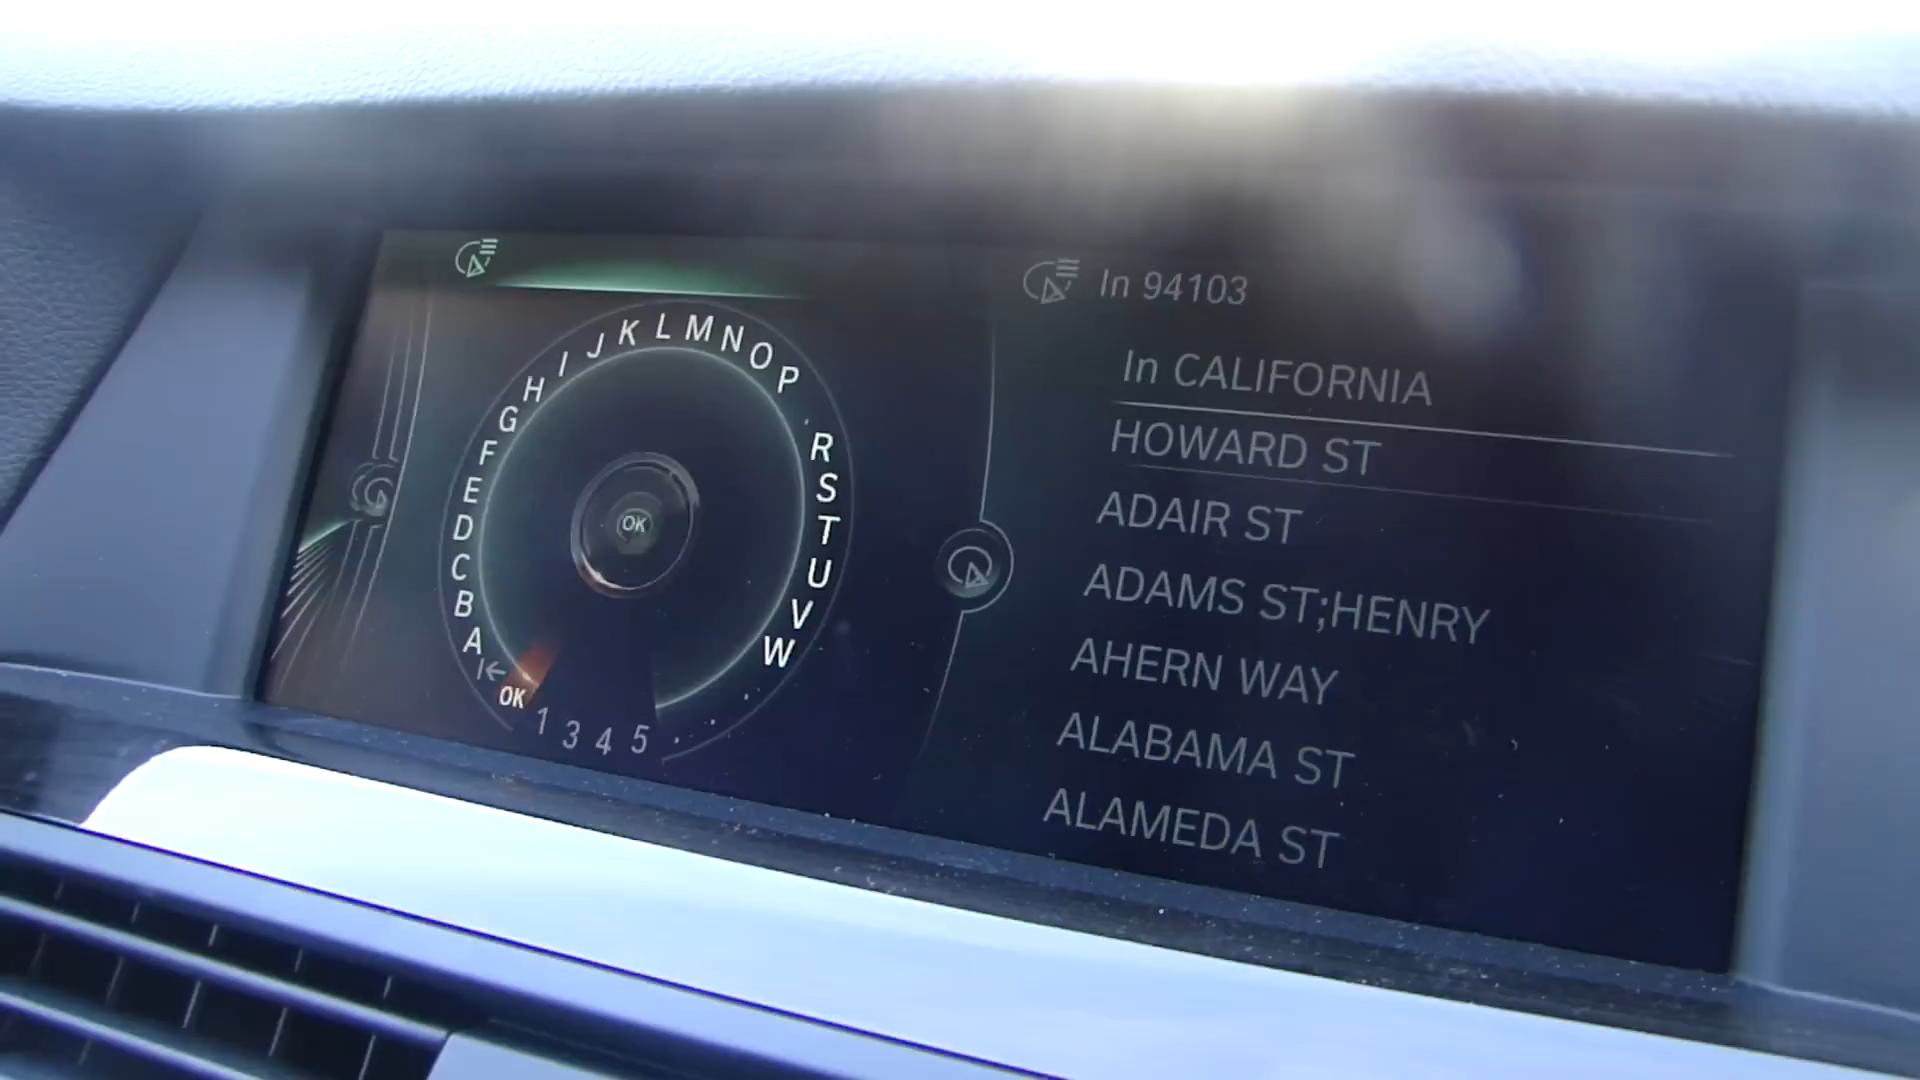 In 94103
In CALIFORNIA
HOWARD ST
ADAIR ST
ADAMS ST;HENRY
AHERN WAY
ALABAMA ST
ALAMEDA ST
A B C D E F G H I J K L M N O P R S T U V W
OK
OK
1 3 4 5